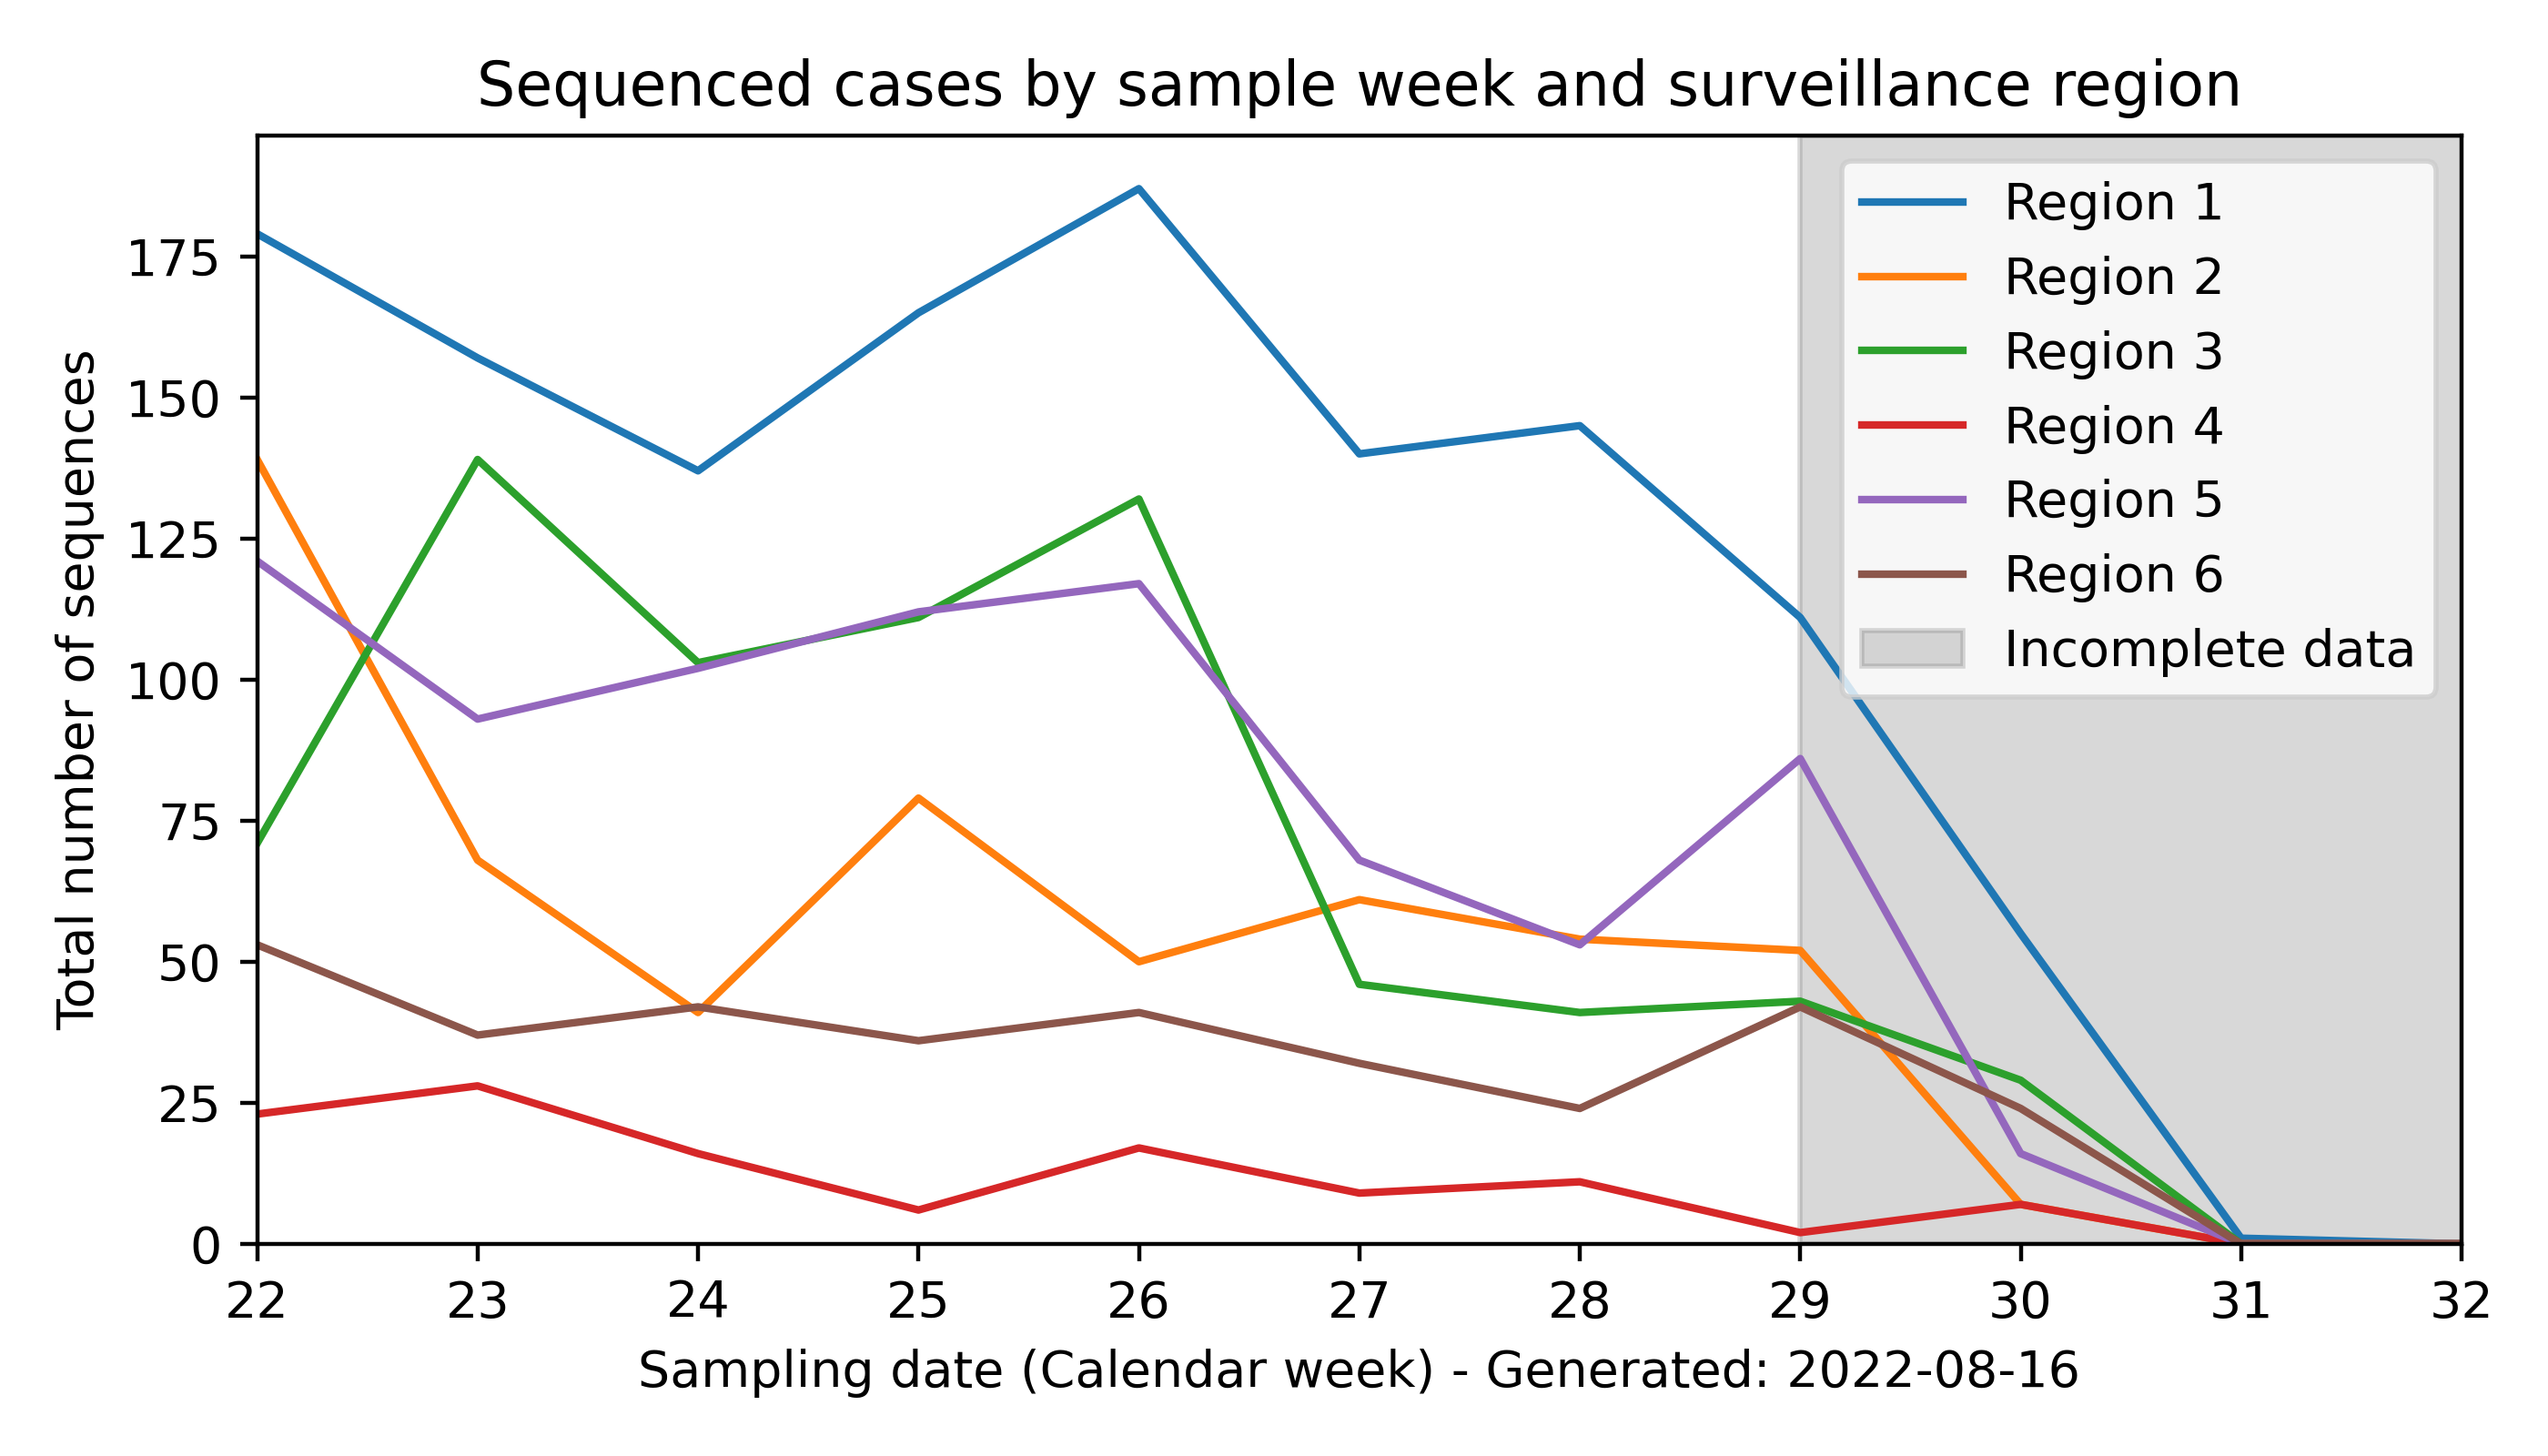 Sequenced cases by sample week and surveillance region
Total number of sequences
175
150
125
100
75
50
25
0
Region 1
Region 2
Region 3
Region 4
Region 5
Region 6
Incomplete data
22 23 24 25 26 27 28 29 30 31 32
Sampling date (Calendar week) - Generated: 2022-08-16